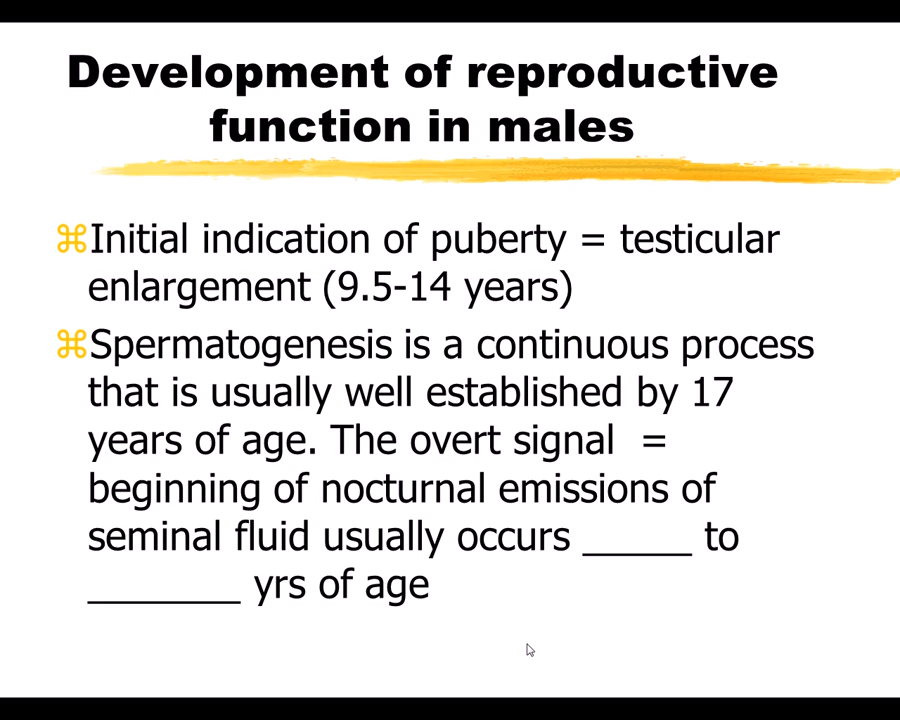 Development of reproductive
function in males
⌘Initial indication of puberty = testicular
enlargement (9.5-14 years)
⌘Spermatogenesis is a continuous process
that is usually well established by 17
years of age. The overt signal =
beginning of nocturnal emissions of
seminal fluid usually occurs _____ to
_______ yrs of age